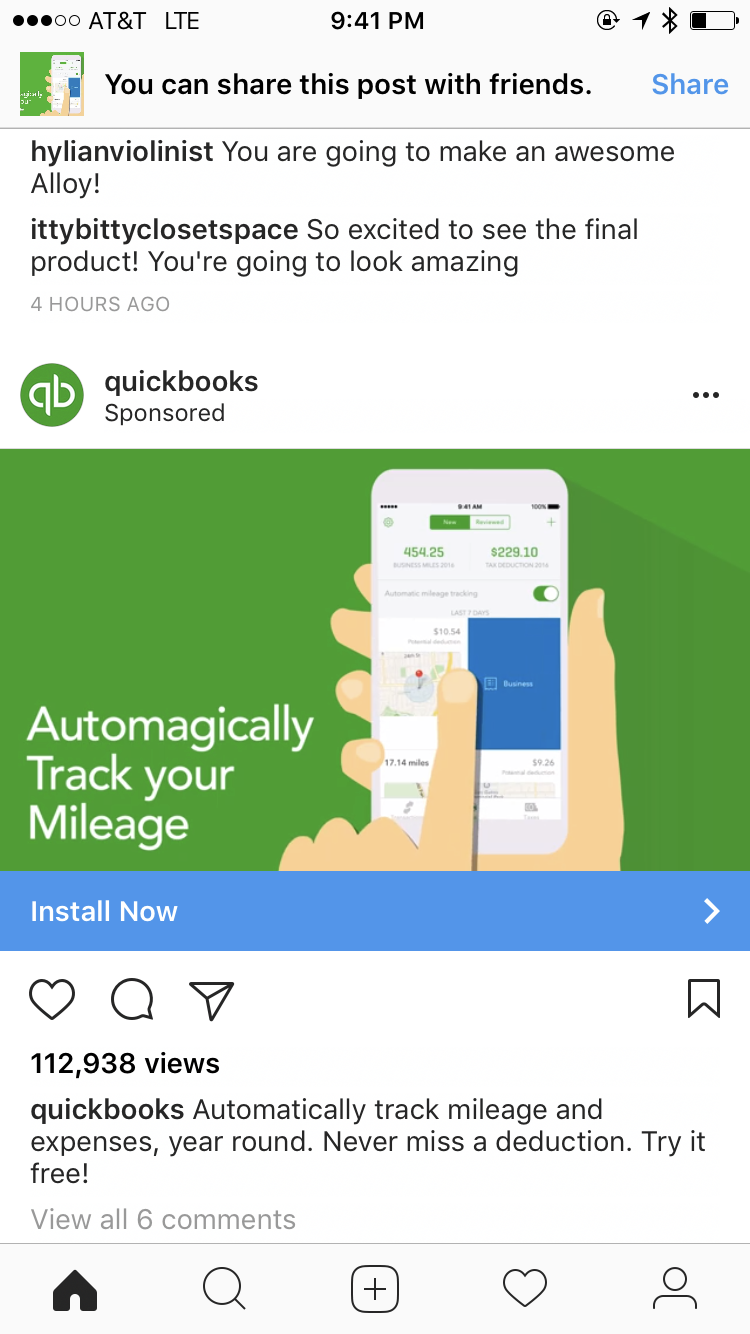 AT&T LTE 9:41 PM
You can share this post with friends. Share
hylianviolinist You are going to make an awesome
Alloy!
ittybittyclosetspace So excited to see the final
product! You're going to look amazing
4 HOURS AGO
qb quickbooks
Sponsored
9:41 AM 100%
New Reviewed
454.25 $229.10
BUSINESS MILES 2016 TAX DEDUCTION 2016
Automatic mileage tracking
LAST 7 DAYS
$10.54
Potential deduction
Business
Automagically
Track your
Mileage
17.14 miles $9.26
Potential deduction
Install Now
112,938 views
quickbooks Automatically track mileage and
expenses, year round. Never miss a deduction. Try it
free!
View all 6 comments